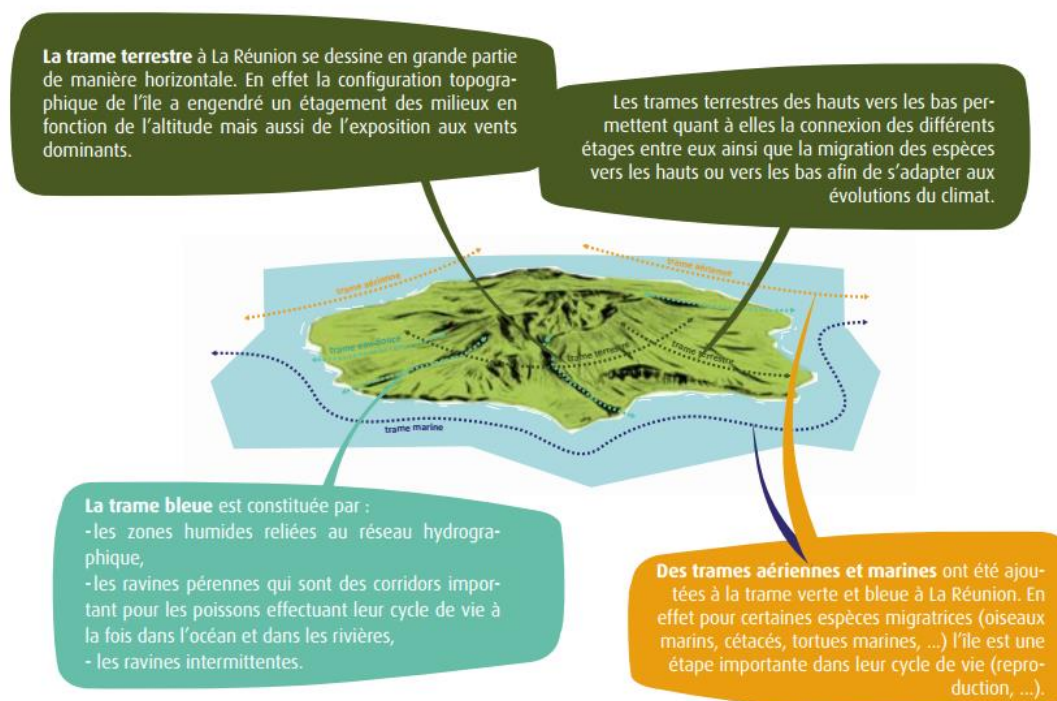 La trame terrestre à La Réunion se dessine en grande partie
de manière horizontale. En effet la configuration topogra-
phique de l'île a engendré un étagement des milieux en
fonction de l'altitude mais aussi de l'exposition aux vents
dominants.
Les trames terrestres des hauts vers les bas per-
mettent quant à elles la connexion des différents
étages entre eux ainsi que la migration des espèces
vers les hauts ou vers les bas afin de s'adapter aux
évolutions du climat.
trame aérienne
trame aérienne
trame
trame terrestre
trame terrestre
trame marine
La trame bleue est constituée par :
-les zones humides reliées au réseau hydrogra-
phique,
-les ravines pérennes qui sont des corridors impor-
tant pour les poissons effectuant leur cycle de vie à
la fois dans l'océan et dans les rivières,
- les ravines intermittentes.
Des trames aériennes et marines ont été ajou-
tées à la trame verte et bleue à La Réunion. En
effet pour certaines espèces migratrices (oiseaux
marins, cétacés, tortues marines, ...) l'île est une
étape importante dans leur cycle de vie (repro-
duction, ...).